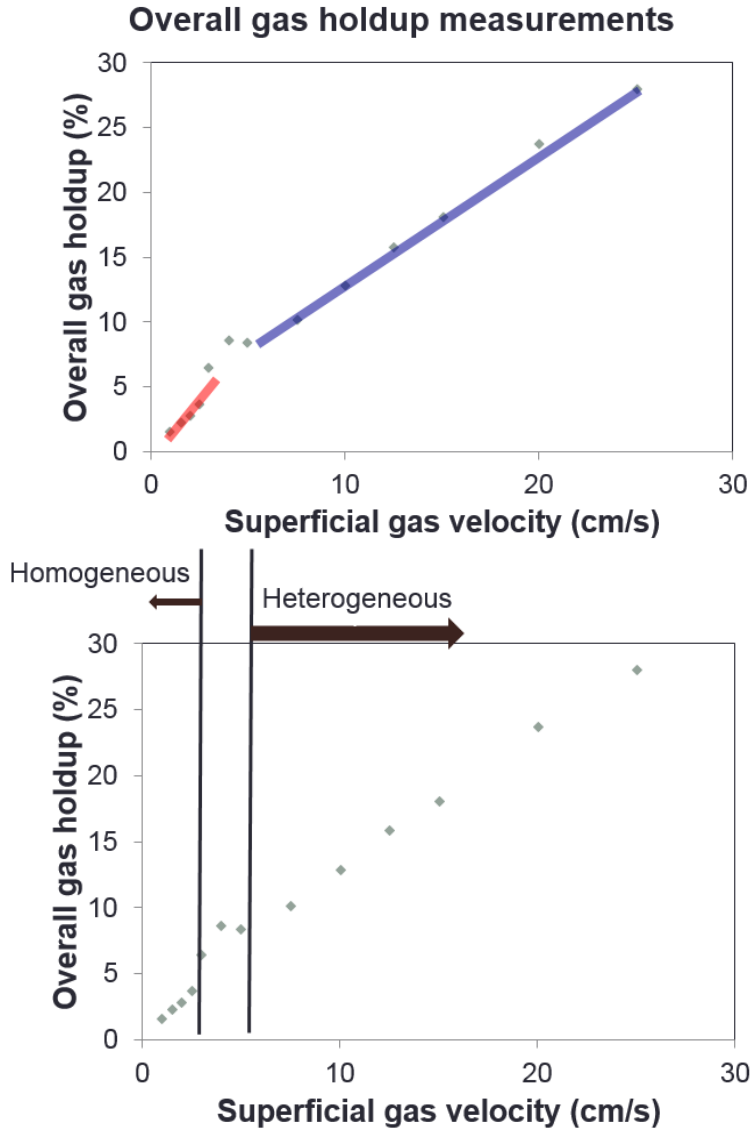 Overall gas holdup measurements
30
25
20
15
10
5
0
Overall gas holdup (%)
0 10 20 30
Superficial gas velocity (cm/s)
Homogeneous
Heterogeneous
30
25
20
15
10
5
0
Overall gas holdup (%)
0 10 20 30
Superficial gas velocity (cm/s)